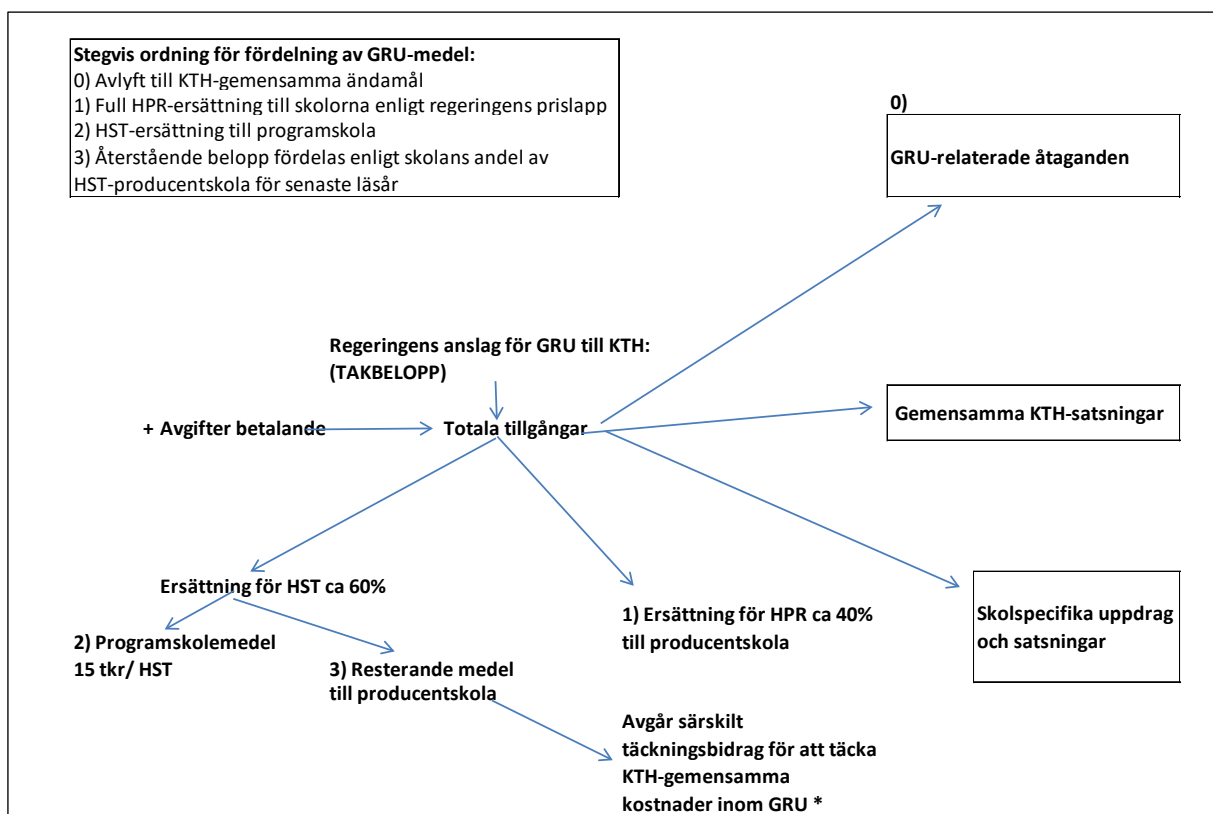 Stegvis ordning för fördelning av GRU-medel:
0) Avlyft till KTH-gemensamma ändamål
1) Full HPR-ersättning till skolorna enligt regeringens prislapp
2) HST-ersättning till programskola
3) Återstående belopp fördelas enligt skolans andel av
HST-producentskola för senaste läsår
0)
GRU-relaterade åtaganden
Regeringens anslag för GRU till KTH:
(TAKBELOPP)
+ Avgifter betalande
Totala tillgångar
Gemensamma KTH-satsningar
Ersättning för HST ca 60%
2) Programskolemedel
15 tkr/ HST
3) Resterande medel
till producentskola
1) Ersättning för HPR ca 40%
till producentskola
Skolspecifika uppdrag
och satsningar
Avgår särskilt
täckningsbidrag för att täcka
KTH-gemensamma
kostnader inom GRU *